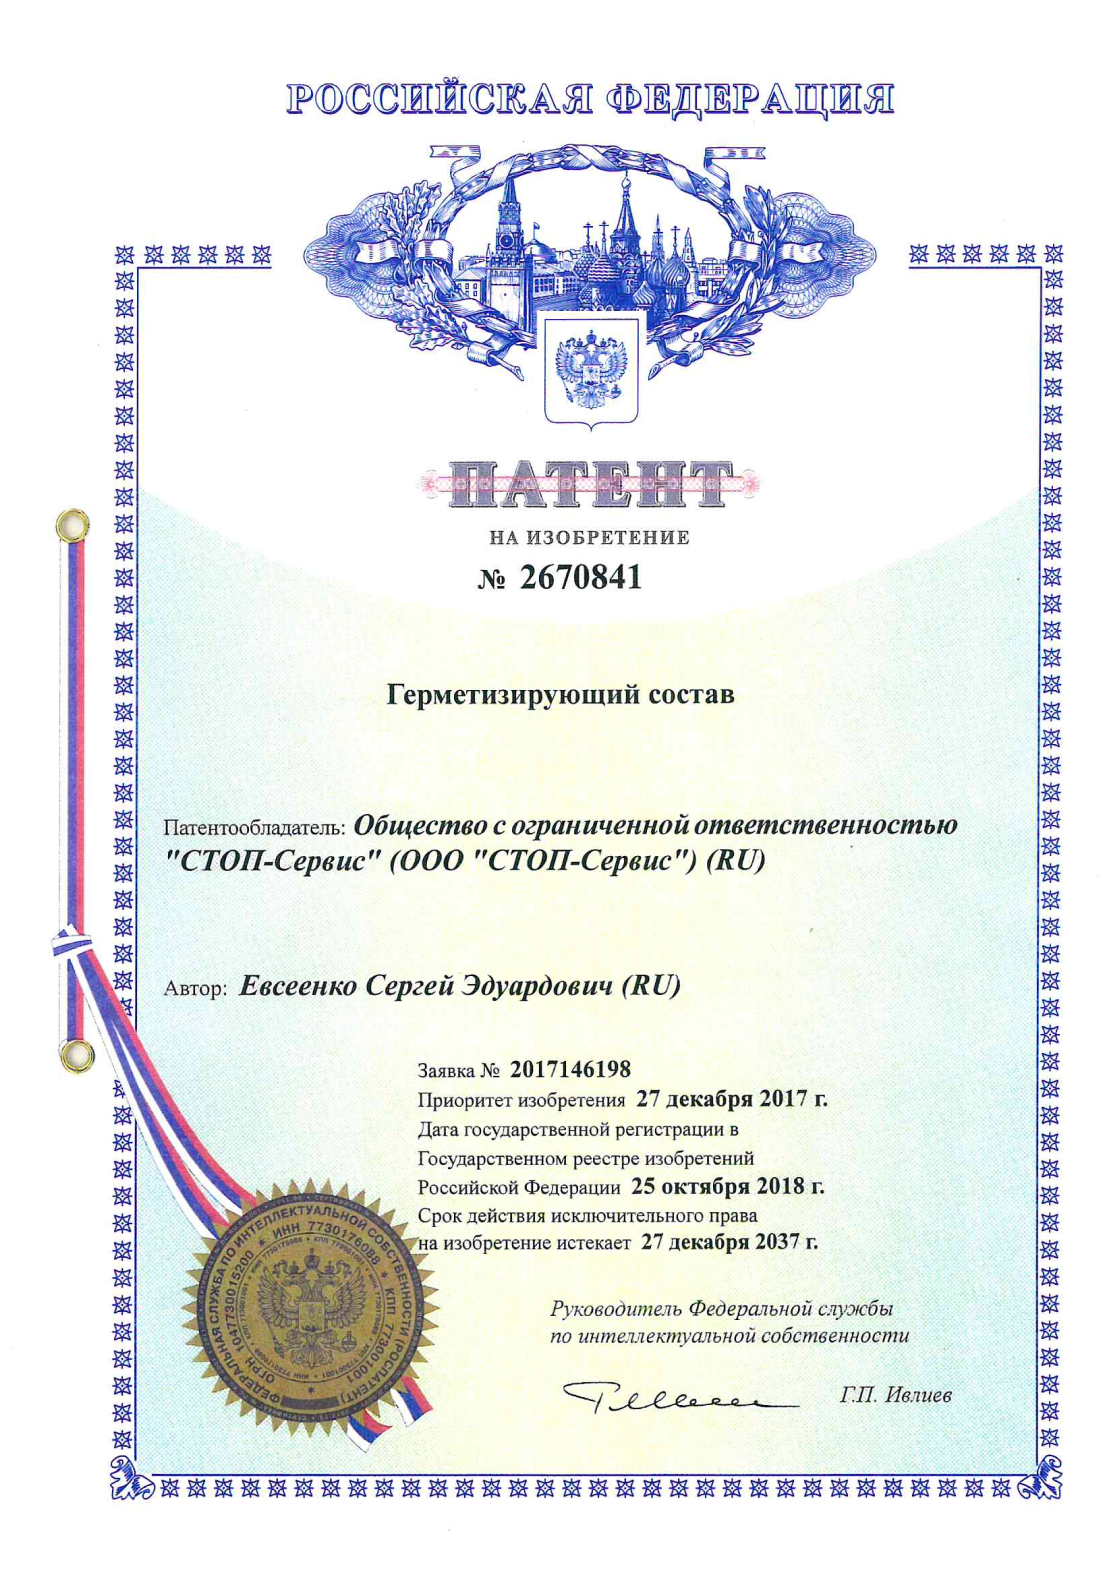 РОССИЙСКАЯ ФЕДЕРАЦИЯ
ПАТЕНТ
НА ИЗОБРЕТЕНИЕ
№ 2670841
Герметизирующий состав
Патентообладатель: Общество с ограниченной ответственностью
"СТОП-Сервис" (ООО "СТОП-Сервис") (RU)
Автор: Евсеенко Сергей Эдуардович (RU)
Заявка № 2017146198
Приоритет изобретения 27 декабря 2017 г.
Дата государственной регистрации в
Государственном реестре изобретений
Российской Федерации 25 октября 2018 г.
Срок действия исключительного права
на изобретение истекает 27 декабря 2037 г.
ФЕДЕРАЛЬНАЯ СЛУЖБА ПО ИНТЕЛЛЕКТУАЛЬНОЙ СОБСТВЕННОСТИ (РОСПАТЕНТ)
ОГРН 1047730015200 * ИНН 7730176088 * КПП 773001001 *
Руководитель Федеральной службы
по интеллектуальной собственности
Г.П. Ивлиев